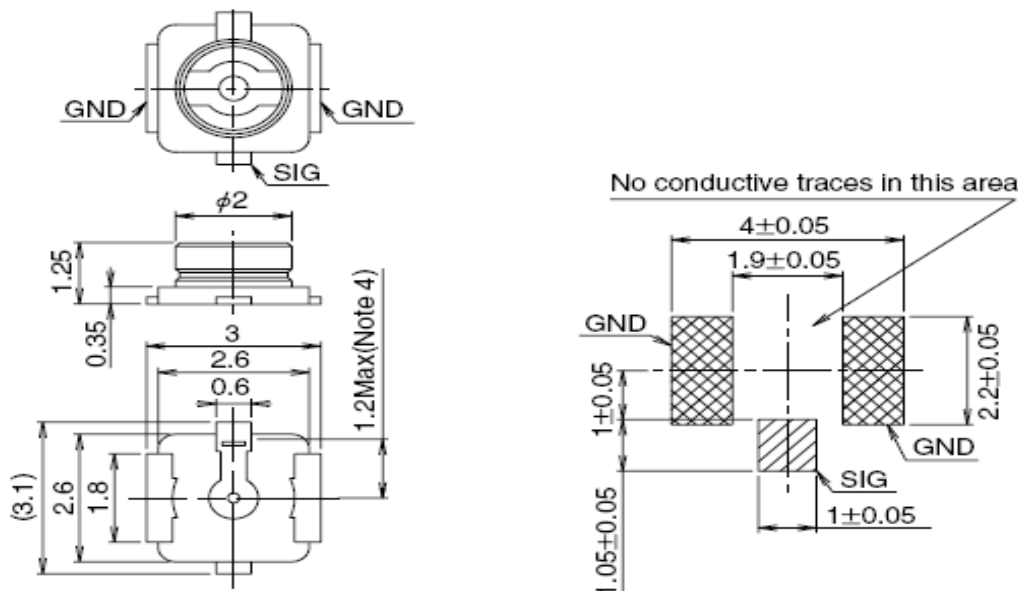 GND
GND
SIG
ϕ2
1.25
0.35
3
2.6
0.6
1.2Max(Note 4)
(3.1)
2.6
1.8
No conductive traces in this area
4±0.05
1.9±0.05
GND
1±0.05
2.2±0.05
GND
SIG
1±0.05
1.05±0.05